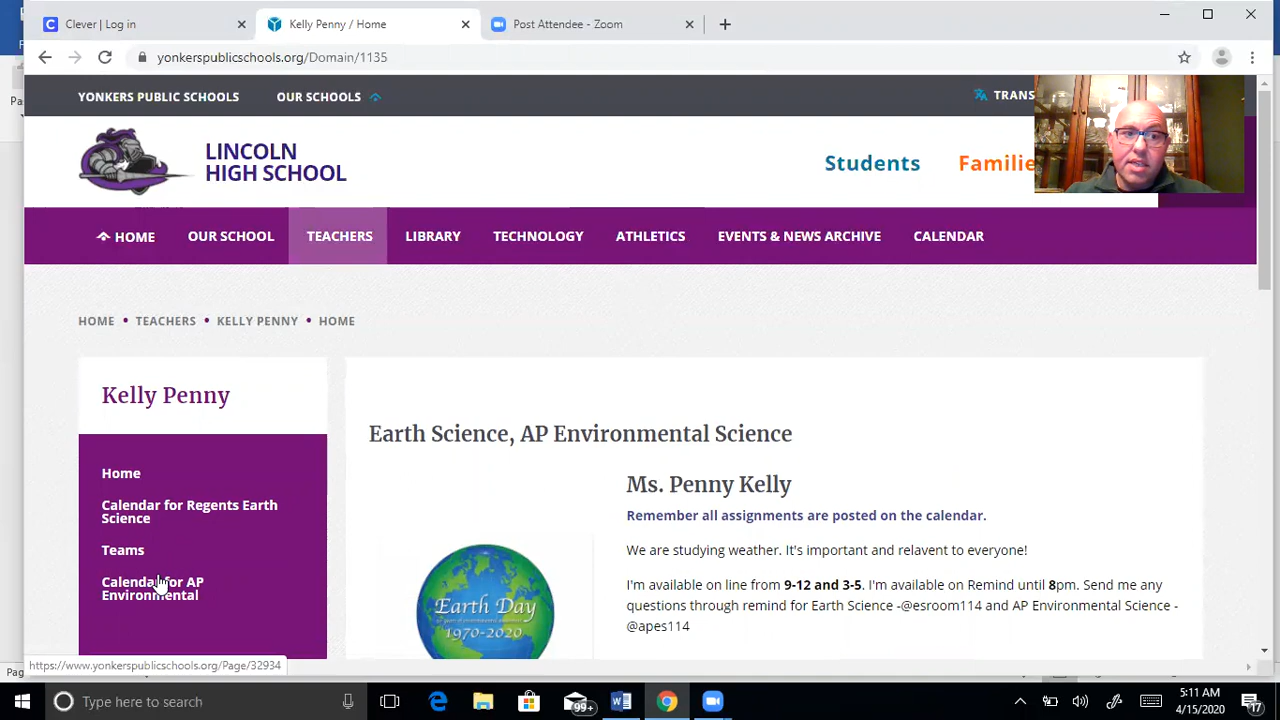 Clever | Log in
Kelly Penny / Home
Post Attendee - Zoom
yonkerspublicschools.org/Domain/1135
YONKERS PUBLIC SCHOOLS
OUR SCHOOLS
TRANS
LINCOLN
HIGH SCHOOL
Students
Familie
HOME
OUR SCHOOL
TEACHERS
LIBRARY
TECHNOLOGY
ATHLETICS
EVENTS & NEWS ARCHIVE
CALENDAR
HOME • TEACHERS • KELLY PENNY • HOME
Kelly Penny
Home
Calendar for Regents Earth
Science
Teams
Calendar for AP
Environmental
Earth Science, AP Environmental Science
Ms. Penny Kelly
Remember all assignments are posted on the calendar.
We are studying weather. It's important and relavent to everyone!
I'm available on line from 9-12 and 3-5. I'm available on Remind until 8pm. Send me any
questions through remind for Earth Science -@esroom114 and AP Environmental Science -
@apes114
Earth Day
1970-2020
https://www.yonkerspublicschools.org/Page/32934
Type here to search
99+
5:11 AM
4/15/2020
17